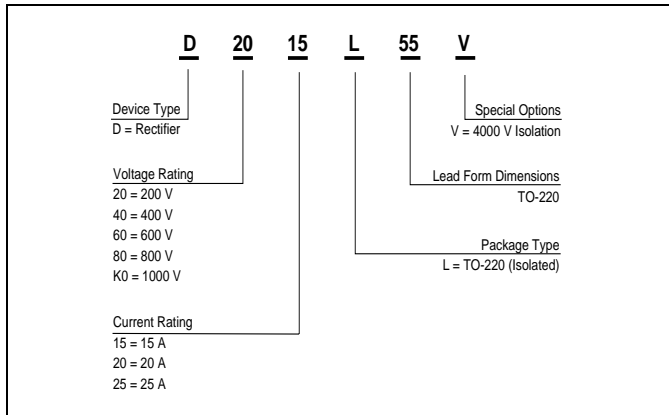 D 20 15 L 55 V
Device Type
D = Rectifier
Voltage Rating
20 = 200 V
40 = 400 V
60 = 600 V
80 = 800 V
K0 = 1000 V
Current Rating
15 = 15 A
20 = 20 A
25 = 25 A
Special Options
V = 4000 V Isolation
Lead Form Dimensions
TO-220
Package Type
L = TO-220 (Isolated)